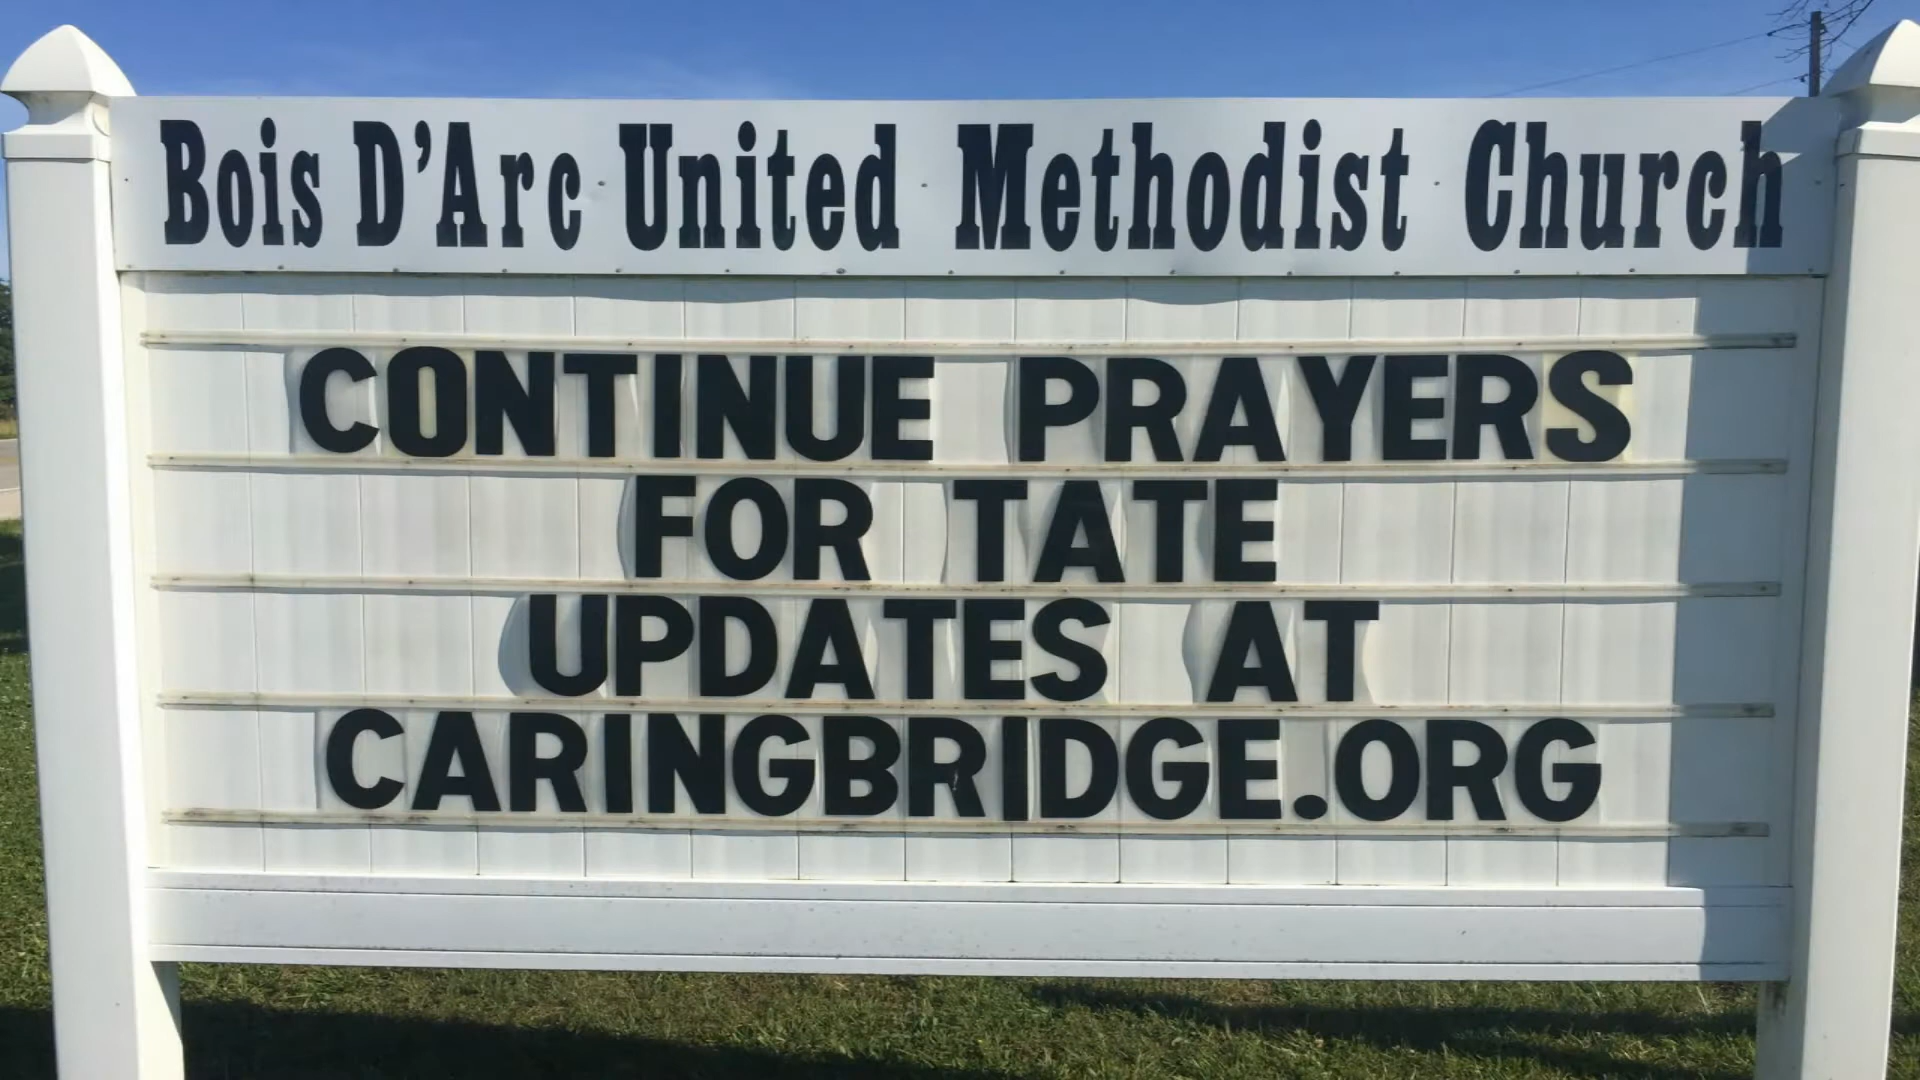 Bois D'Arc United Methodist Church
CONTINUE PRAYERS
FOR TATE
UPDATES AT
CARINGBRIDGE.ORG